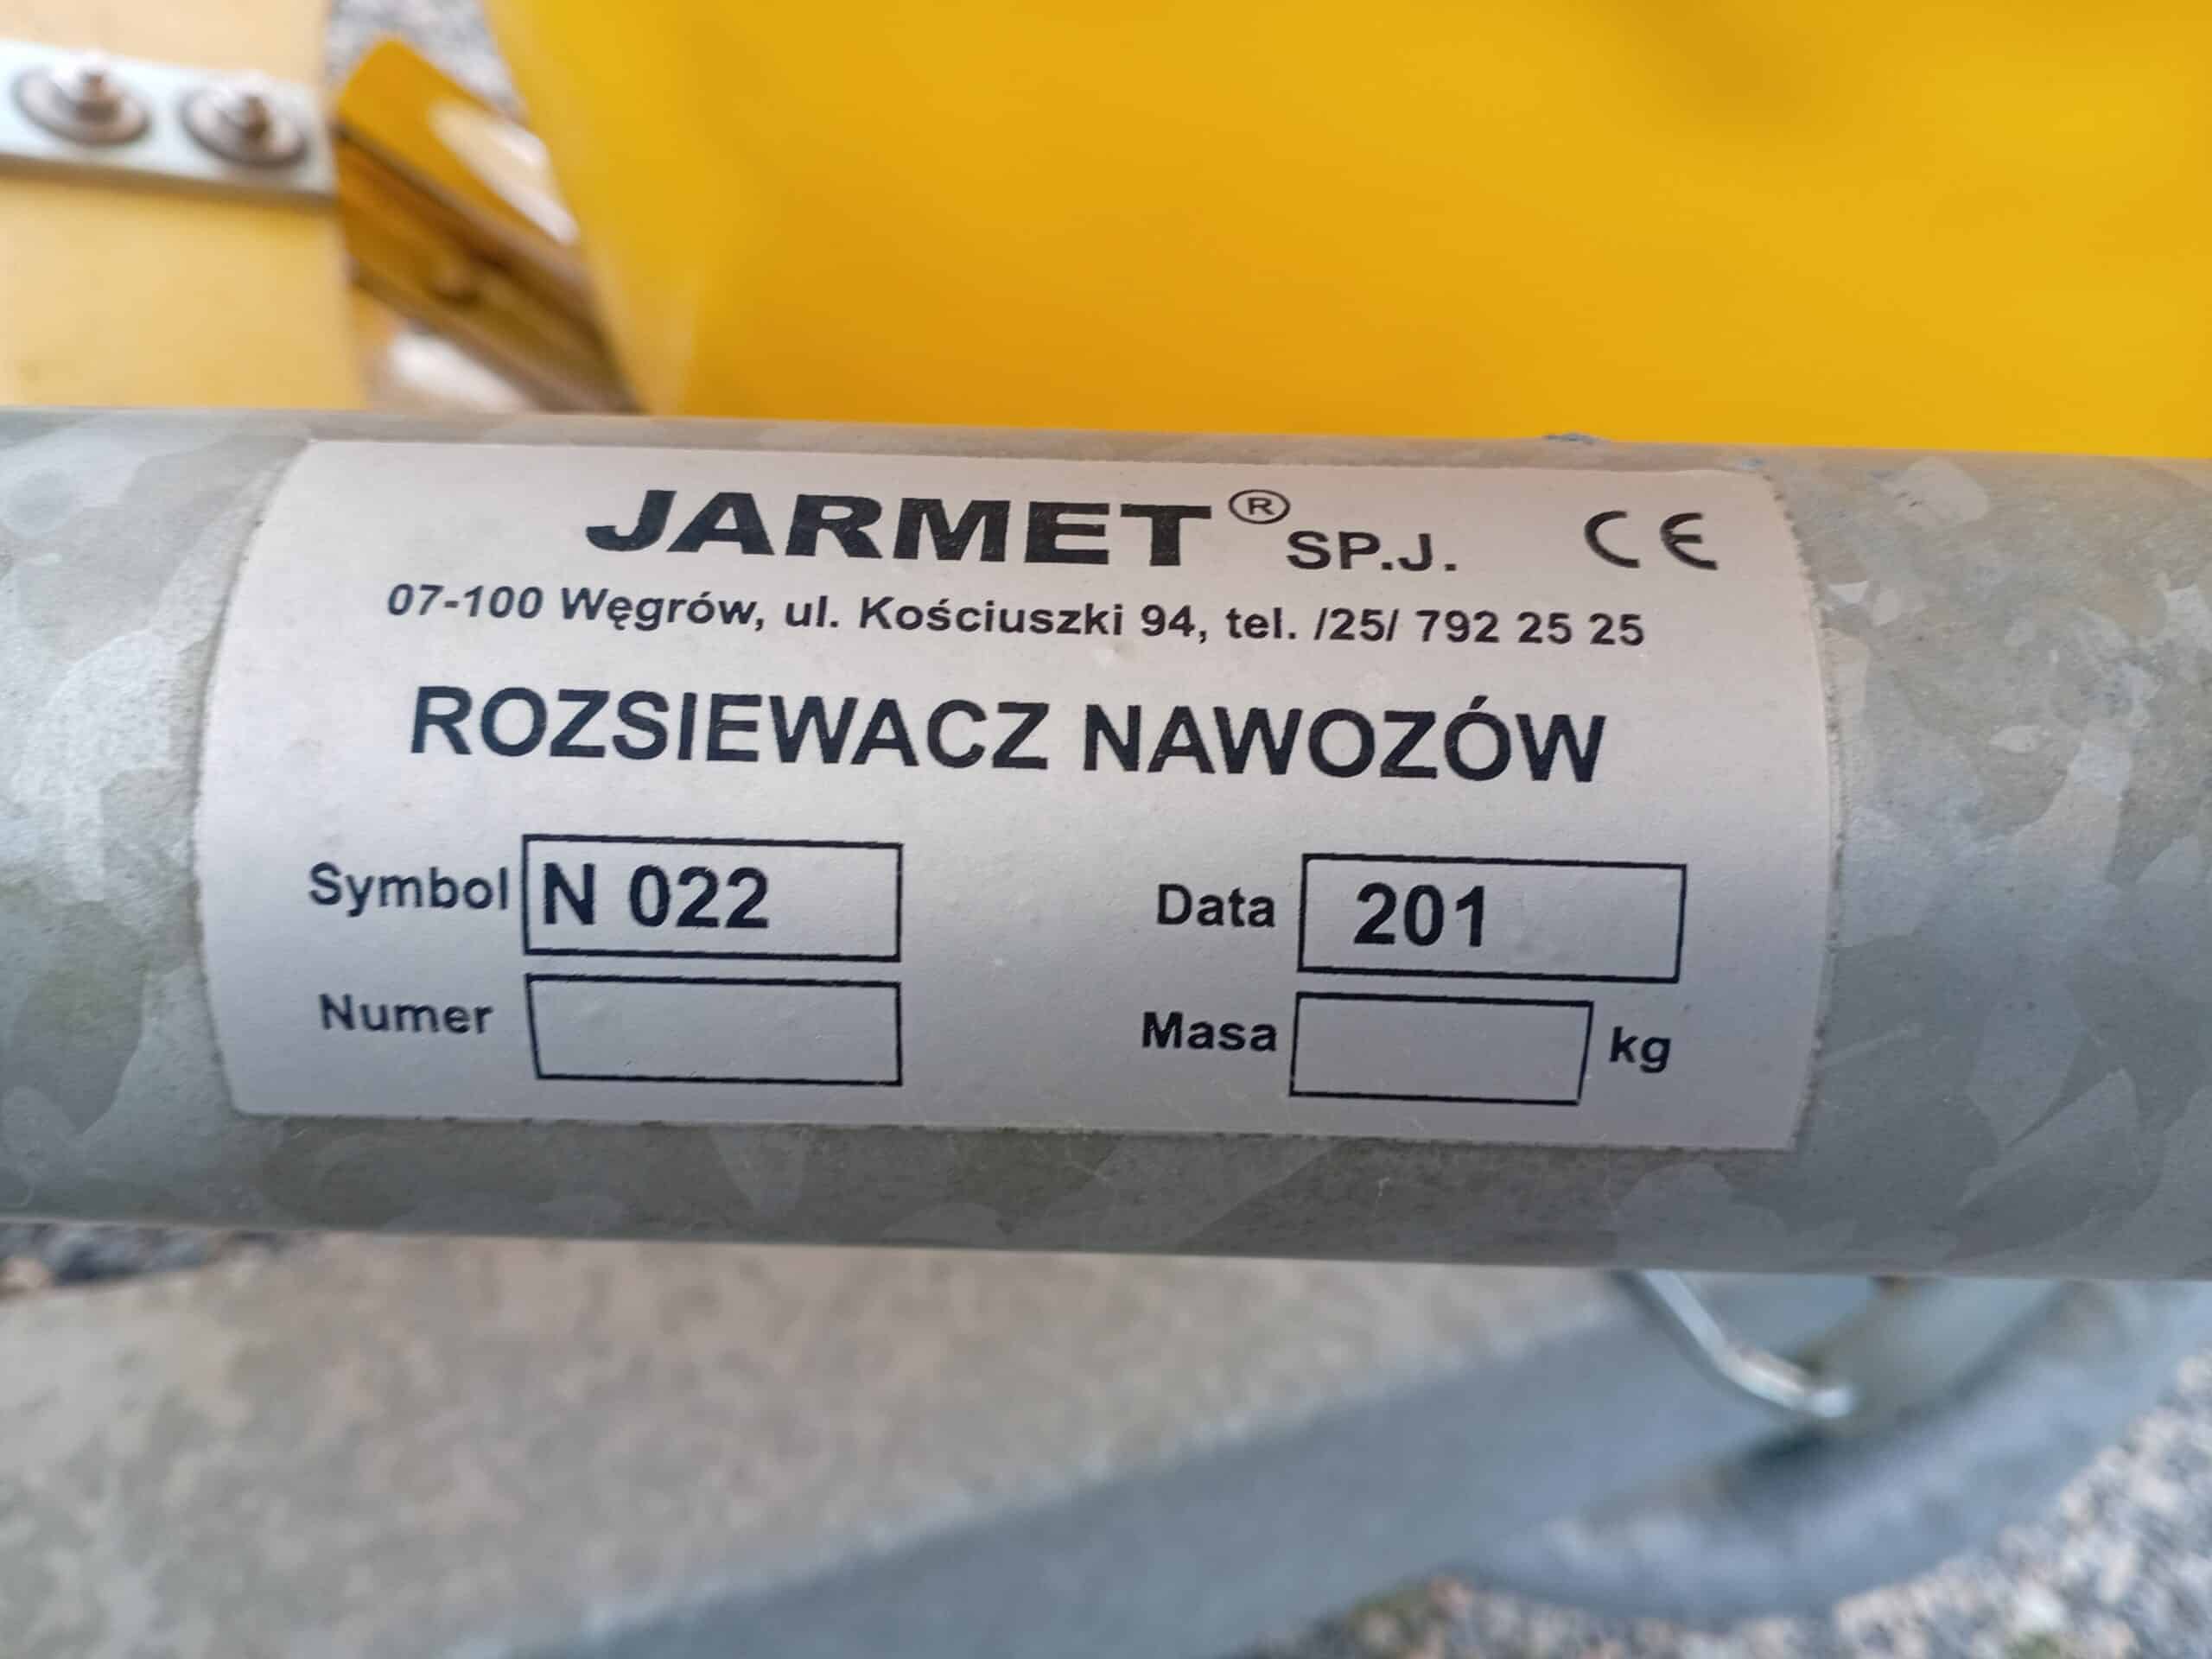 JARMET® SP.J. CE
07-100 Węgrów, ul. Kościuszki 94, tel. /25/ 792 25 25
ROZSIEWACZ NAWOZÓW
Symbol N 022 Data 201
Numer Masa kg